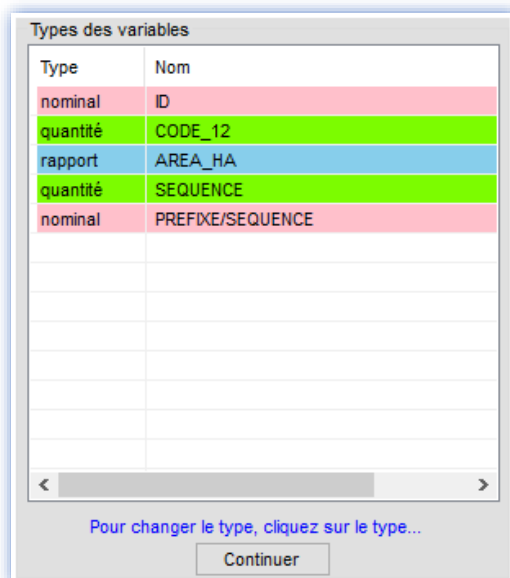 Types des variables
Type Nom
nominal ID
quantité CODE_12
rapport AREA_HA
quantité SEQUENCE
nominal PREFIXE/SEQUENCE
Pour changer le type, cliquez sur le type...
Continuer